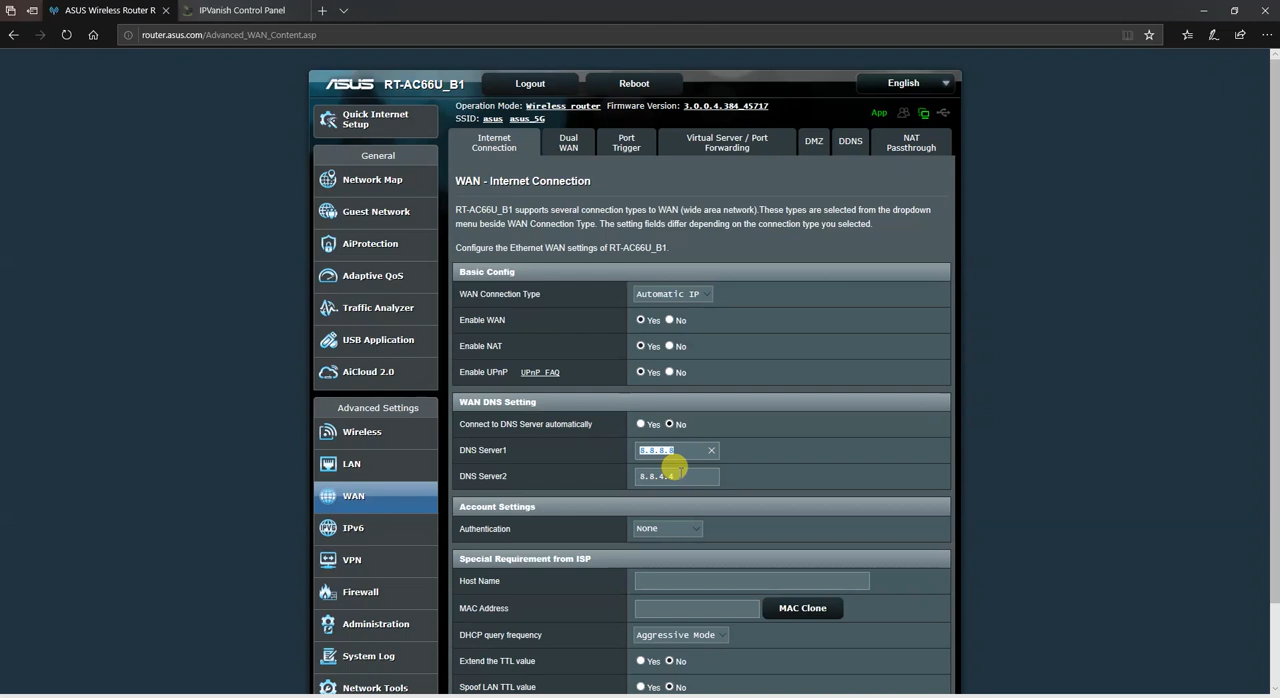 ASUS Wireless Router R
IPVanish Control Panel
router.asus.com/Advanced_WAN_Content.asp
ASUS RT-AC66U_B1
Logout
Reboot
English
Quick Internet Setup
Operation Mode: Wireless router Firmware Version: 3.0.0.4.384_45717
SSID: asus asus_5G
App
General
Network Map
Guest Network
AiProtection
Adaptive QoS
Traffic Analyzer
USB Application
AiCloud 2.0
Advanced Settings
Wireless
LAN
WAN
IPv6
VPN
Firewall
Administration
System Log
Network Tools
Internet Connection
Dual WAN
Port Trigger
Virtual Server / Port Forwarding
DMZ
DDNS
NAT Passthrough
WAN - Internet Connection
RT-AC66U_B1 supports several connection types to WAN (wide area network).These types are selected from the dropdown
menu beside WAN Connection Type. The setting fields differ depending on the connection type you selected.
Configure the Ethernet WAN settings of RT-AC66U_B1.
Basic Config
WAN Connection Type Automatic IP
Enable WAN Yes No
Enable NAT Yes No
Enable UPnP UPnP FAQ Yes No
WAN DNS Setting
Connect to DNS Server automatically Yes No
DNS Server1 8.8.8.8
DNS Server2 8.8.4.4
Account Settings
Authentication None
Special Requirement from ISP
Host Name
MAC Address MAC Clone
DHCP query frequency Aggressive Mode
Extend the TTL value Yes No
Spoof LAN TTL value Yes No